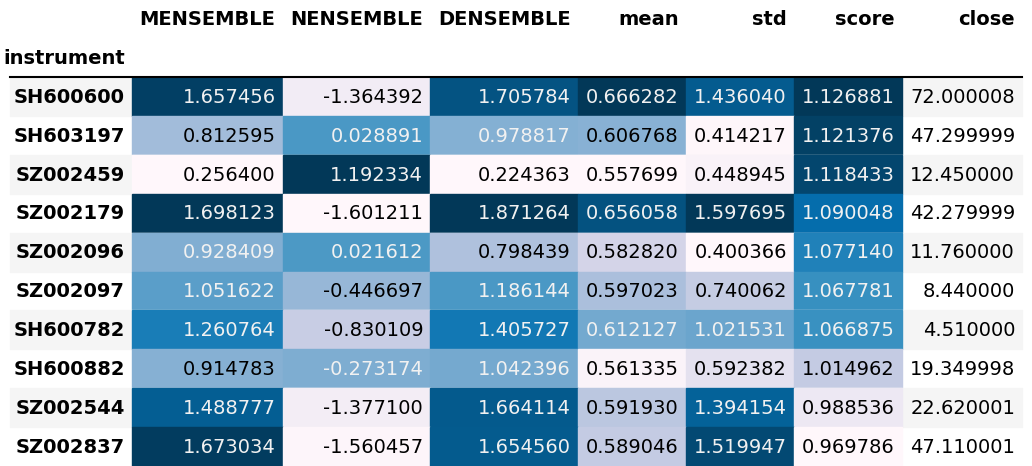 MENSEMBLE NENSEMBLE DENSEMBLE mean std score close
instrument
SH600600 1.657456 -1.364392 1.705784 0.666282 1.436040 1.126881 72.000008
SH603197 0.812595 0.028891 0.978817 0.606768 0.414217 1.121376 47.299999
SZ002459 0.256400 1.192334 0.224363 0.557699 0.448945 1.118433 12.450000
SZ002179 1.698123 -1.601211 1.871264 0.656058 1.597695 1.090048 42.279999
SZ002096 0.928409 0.021612 0.798439 0.582820 0.400366 1.077140 11.760000
SZ002097 1.051622 -0.446697 1.186144 0.597023 0.740062 1.067781 8.440000
SH600782 1.260764 -0.830109 1.405727 0.612127 1.021531 1.066875 4.510000
SH600882 0.914783 -0.273174 1.042396 0.561335 0.592382 1.014962 19.349998
SZ002544 1.488777 -1.377100 1.664114 0.591930 1.394154 0.988536 22.620001
SZ002837 1.673034 -1.560457 1.654560 0.589046 1.519947 0.969786 47.110001